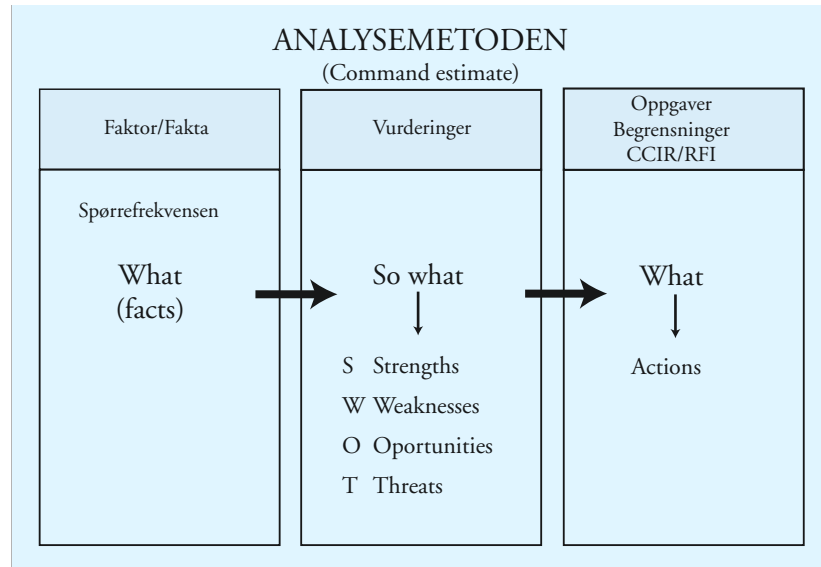 ANALYSEMETODEN
(Command estimate)
Faktor/Fakta
Spørrefrekvensen
What
(facts)
Vurderinger
So what
S Strengths
W Weaknesses
O Oportunities
T Threats
Oppgaver
Begrensninger
CCIR/RFI
What
Actions